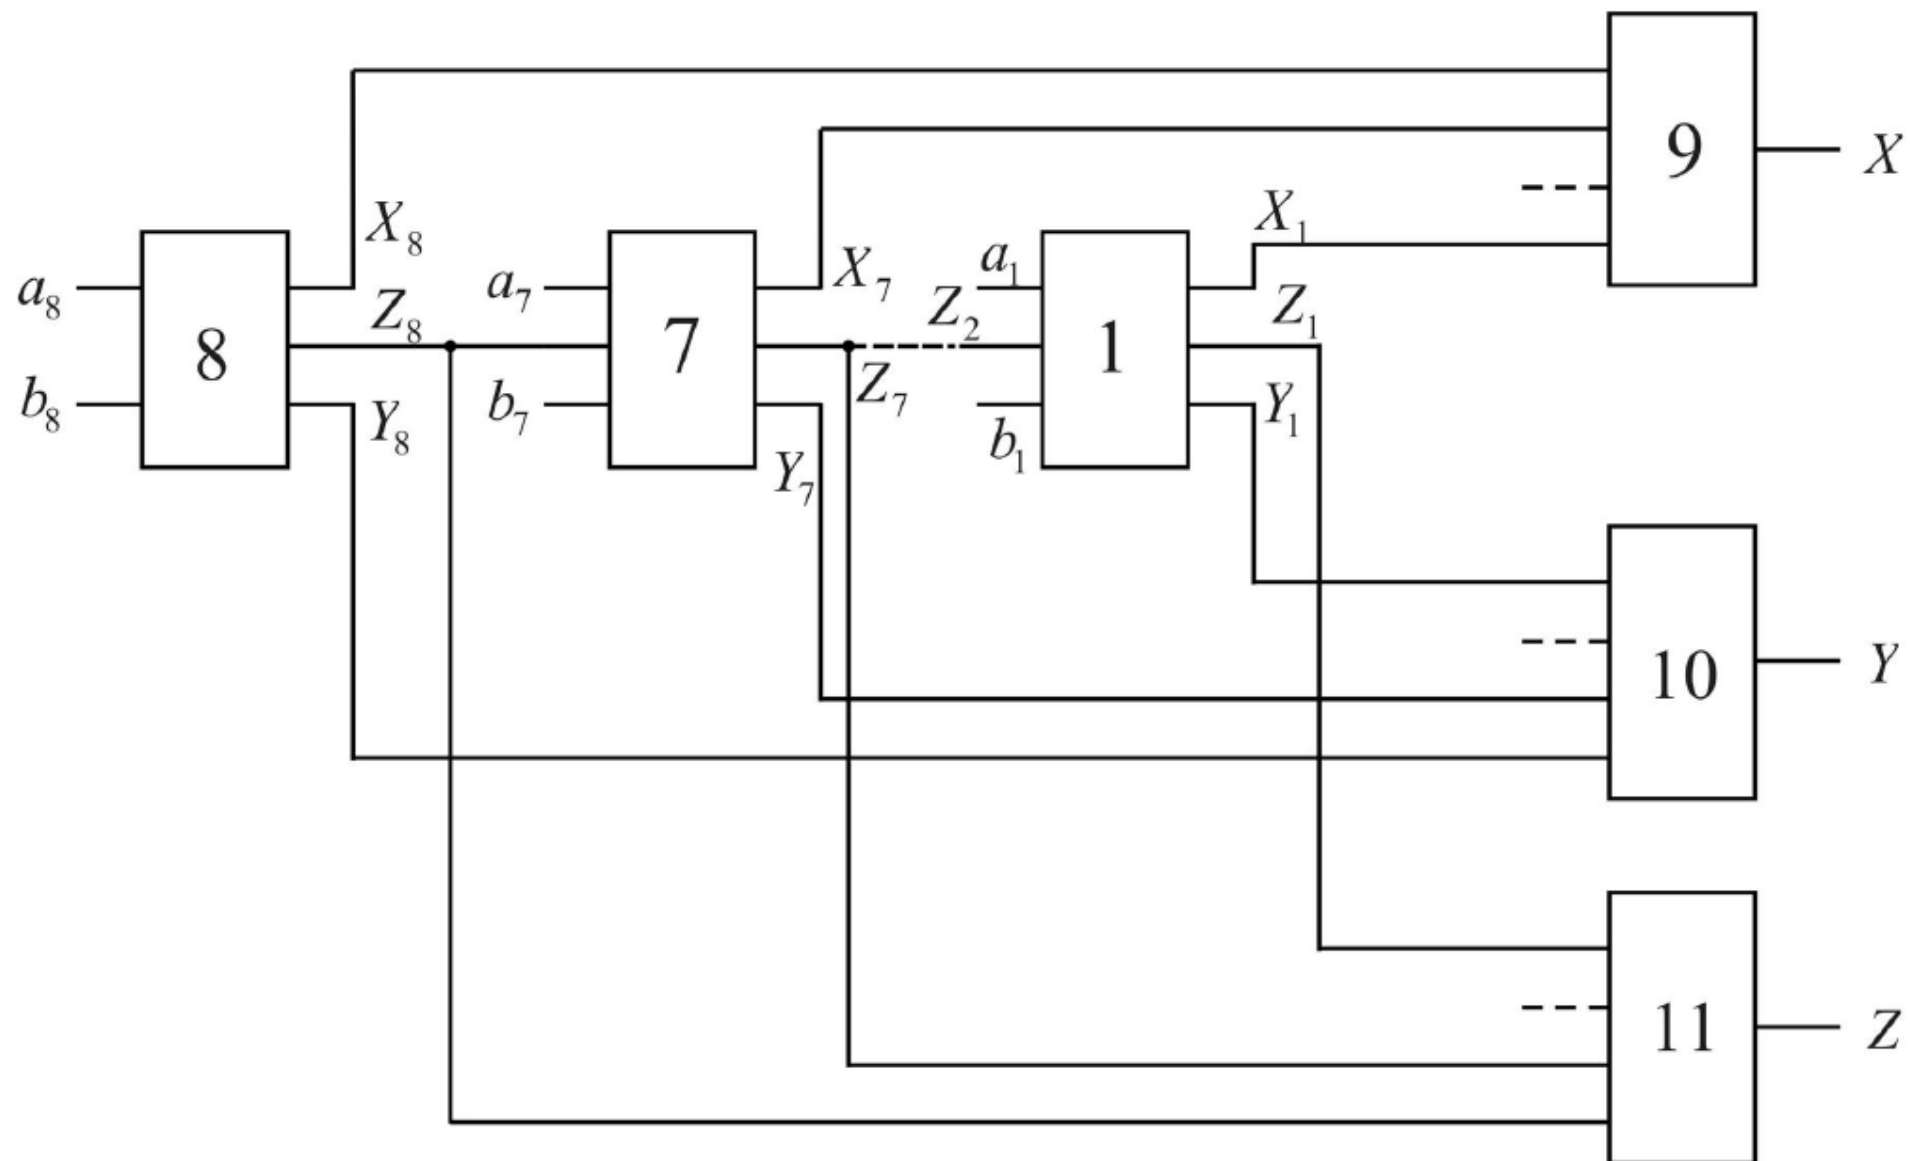 9 X
X₈
X₁
a₈ 8 Z₈ a₇ 7 X₇ Z₂ a₁ 1 Z₁
b₈ Y₈ b₇ Z₇ b₁ Y₁
Y₇
10 Y
11 Z